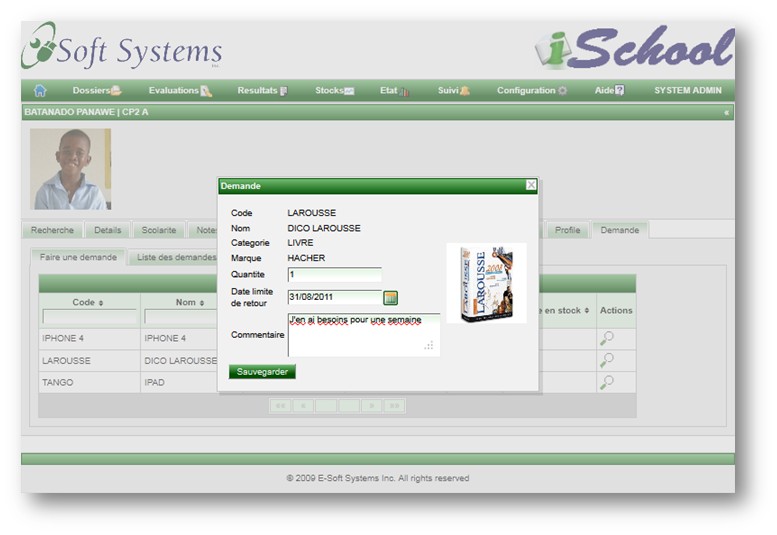 Soft Systems
Inc.
iSchool
Dossiers Evaluations Resultats Stocks Etat Suivi Configuration Aide SYSTEM ADMIN
BATANADO PANAWE | CP2 A «
Demande
Code LAROUSSE
Nom DICO LAROUSSE
Categorie LIVRE
Marque HACHER
Quantite 1
Date limite
de retour 31/08/2011
Commentaire J'en ai besoins pour une semaine
Sauvegarder
LAROUSSE
Recherche Details Scolarite Note Profile Demande
Faire une demande Liste des demandes
Code Nom e en stock Actions
IPHONE 4 IPHONE 4
LAROUSSE DICO LAROUSSE
TANGO IPAD
© 2009 E-Soft Systems Inc. All rights reserved